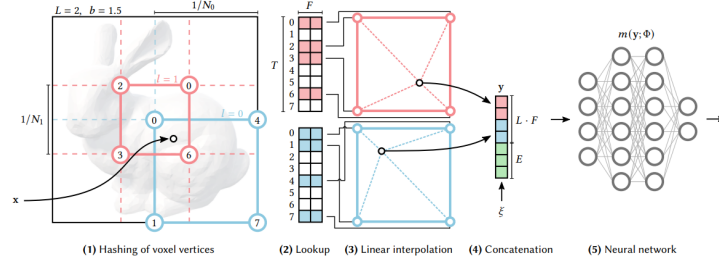 L = 2, b = 1.5
1/N₀
F
m(y; Φ)
T
0
1
2
3
4
5
6
7
2
0
l = 1
0
l = 0
4
1/N₁
3
6
x
1
7
0
1
2
3
4
5
6
7
y
L · F
E
ξ
(1) Hashing of voxel vertices
(2) Lookup
(3) Linear interpolation
(4) Concatenation
(5) Neural network